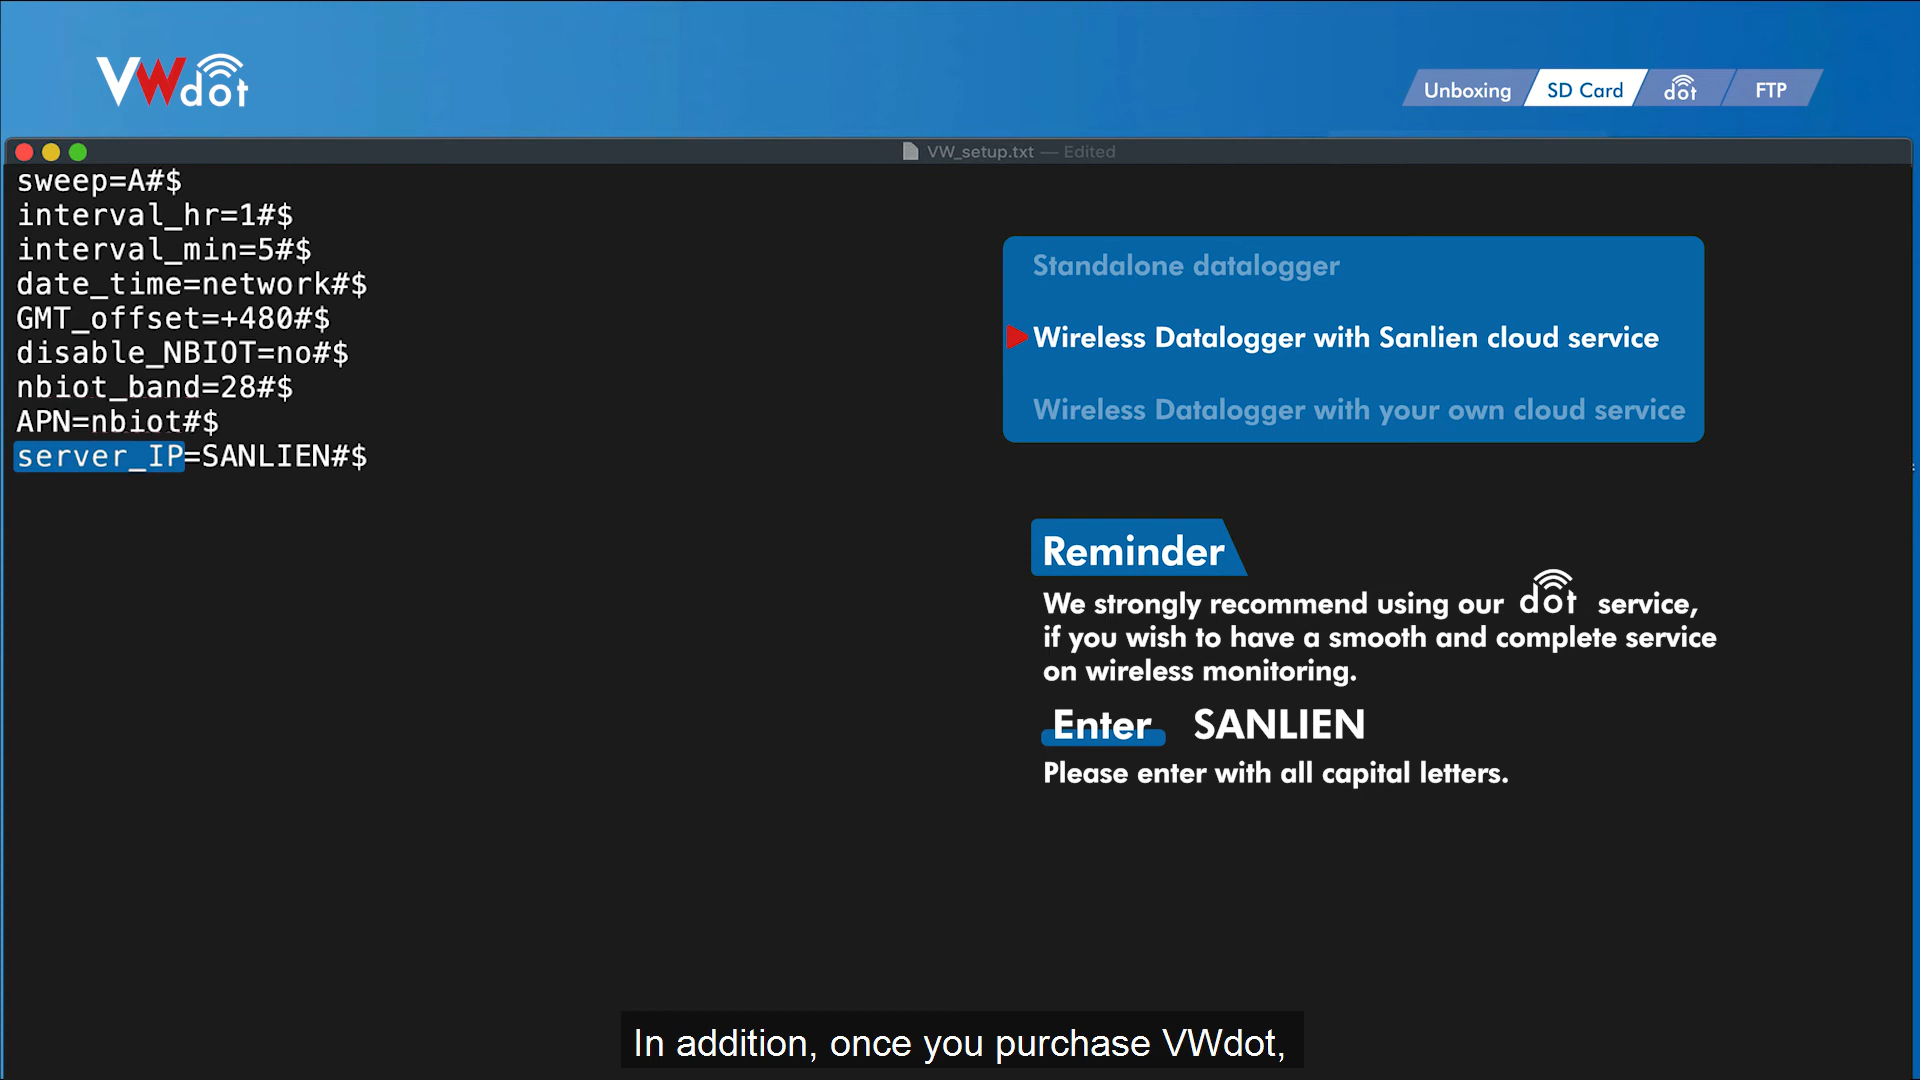 VWdot
Unboxing
SD Card
dot
FTP
VW_setup.txt — Edited
sweep=A#$
interval_hr=1#$
interval_min=5#$
date_time=network#$
GMT_offset=+480#$
disable_NBIOT=no#$
nbiot_band=28#$
APN=nbiot#$
server_IP=SANLIEN#$
Standalone datalogger
Wireless Datalogger with Sanlien cloud service
Wireless Datalogger with your own cloud service
Reminder
We strongly recommend using our dot service,
if you wish to have a smooth and complete service
on wireless monitoring.
Enter SANLIEN
Please enter with all capital letters.
In addition, once you purchase VWdot,